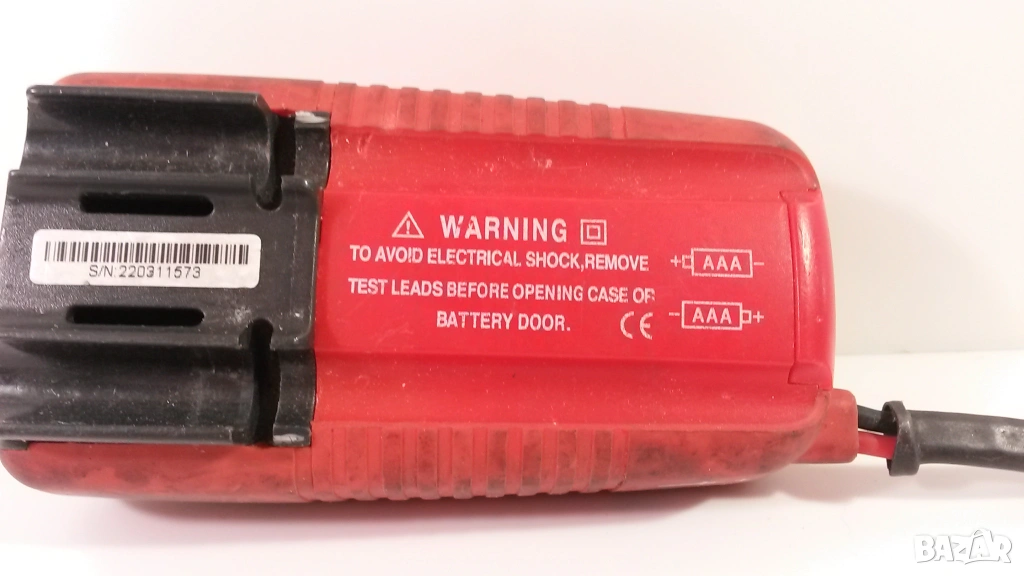 WARNING
TO AVOID ELECTRICAL SHOCK,REMOVE
TEST LEADS BEFORE OPENING CASE OR
BATTERY DOOR.
CE
+ AAA -
- AAA +
S/N:220311573
BAZAR